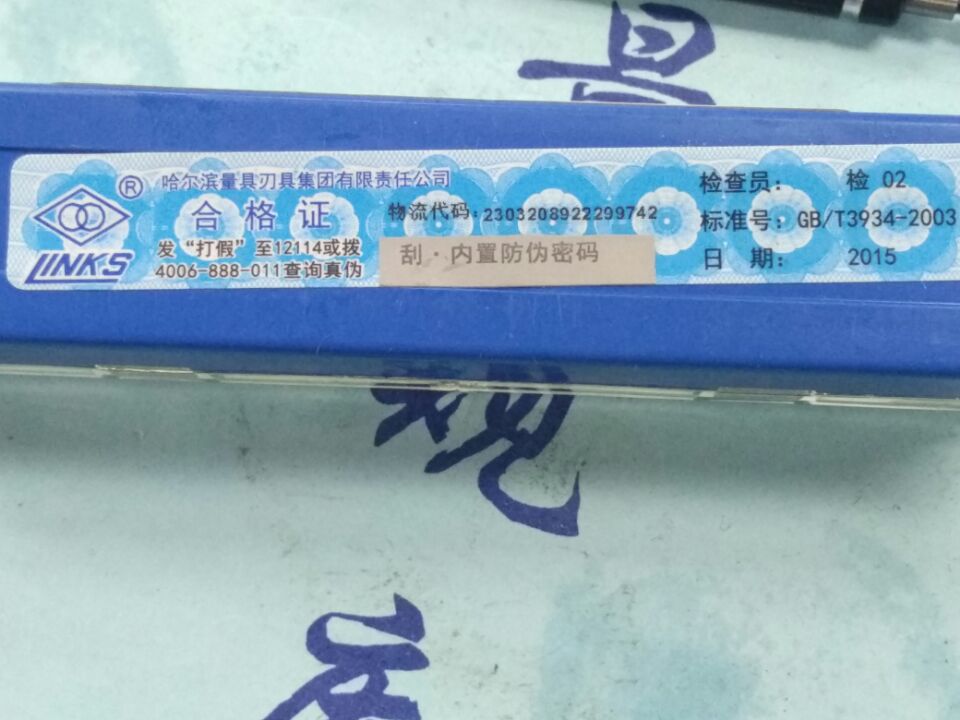 哈尔滨量具刃具集团有限责任公司
®
合格证
LINKS
发“打假”至12114或拨
4006-888-011查询真伪
物流代码:2303208922299742
刮·内置防伪密码
检查员: 检 02
标准号: GB/T3934-2003
日 期: 2015